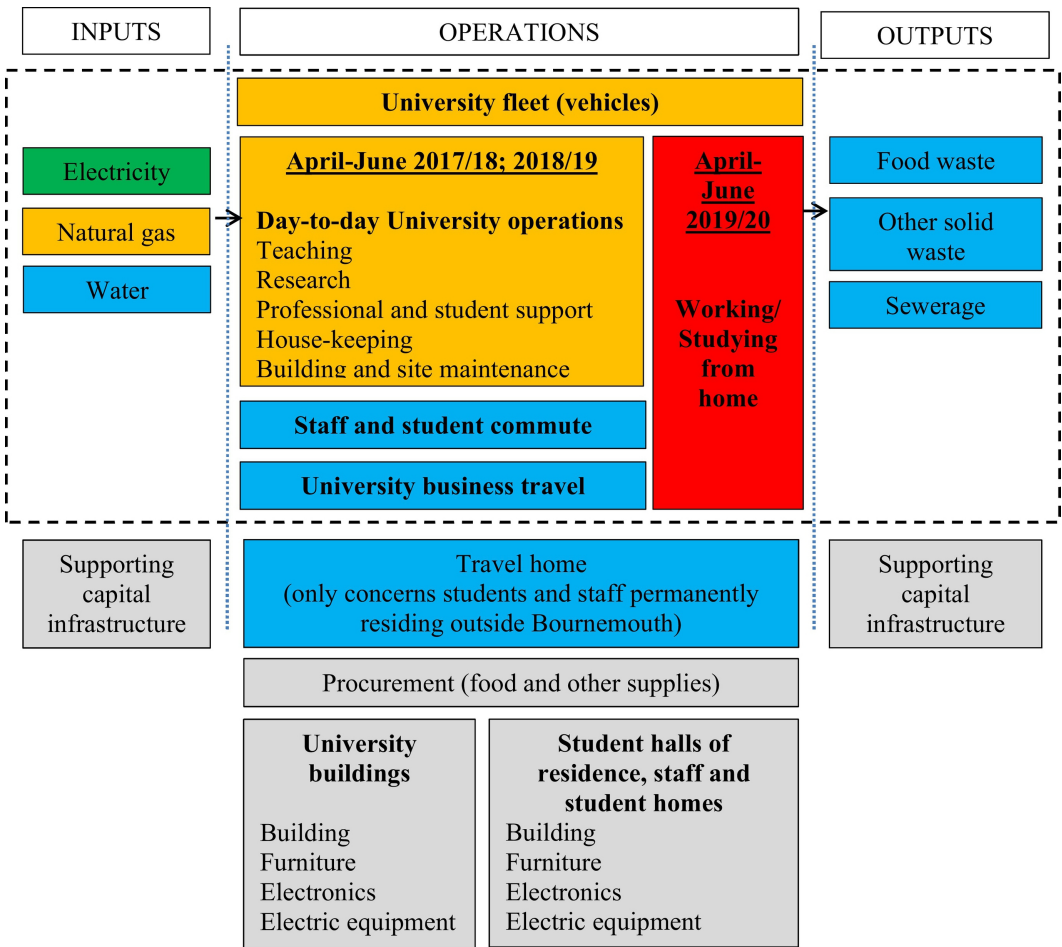 INPUTS
OPERATIONS
OUTPUTS
University fleet (vehicles)
Electricity
Natural gas
Water
April-June 2017/18; 2018/19
Day-to-day University operations
Teaching
Research
Professional and student support
House-keeping
Building and site maintenance
April-
June
2019/20
Working/
Studying
from
home
Food waste
Other solid
waste
Sewerage
Staff and student commute
University business travel
Supporting
capital
infrastructure
Travel home
(only concerns students and staff permanently
residing outside Bournemouth)
Supporting
capital
infrastructure
Procurement (food and other supplies)
University
buildings
Building
Furniture
Electronics
Electric equipment
Student halls of
residence, staff and
student homes
Building
Furniture
Electronics
Electric equipment